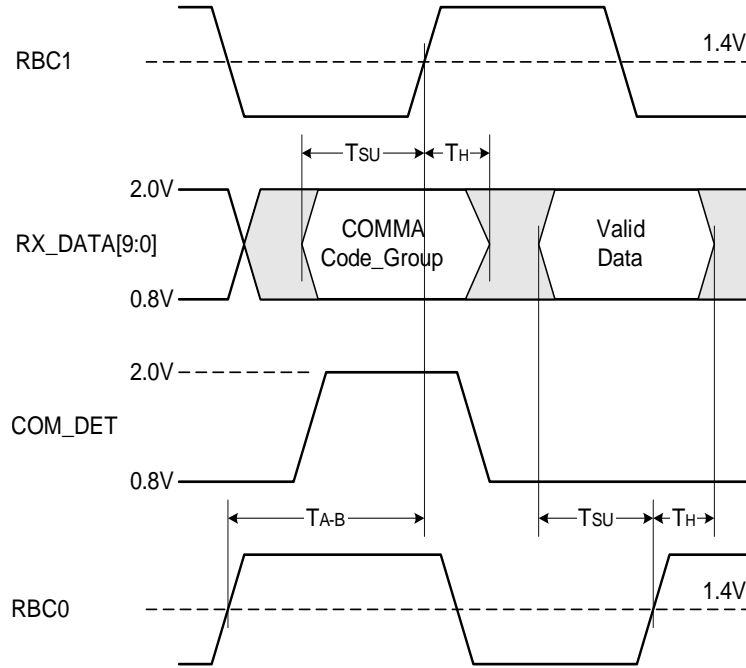 1.4V
RBC1
TSU
TH
2.0V
RX_DATA[9:0]
COMMA
Code_Group
Valid
Data
0.8V
2.0V
COM_DET
0.8V
TA-B
TSU
TH
RBC0
1.4V